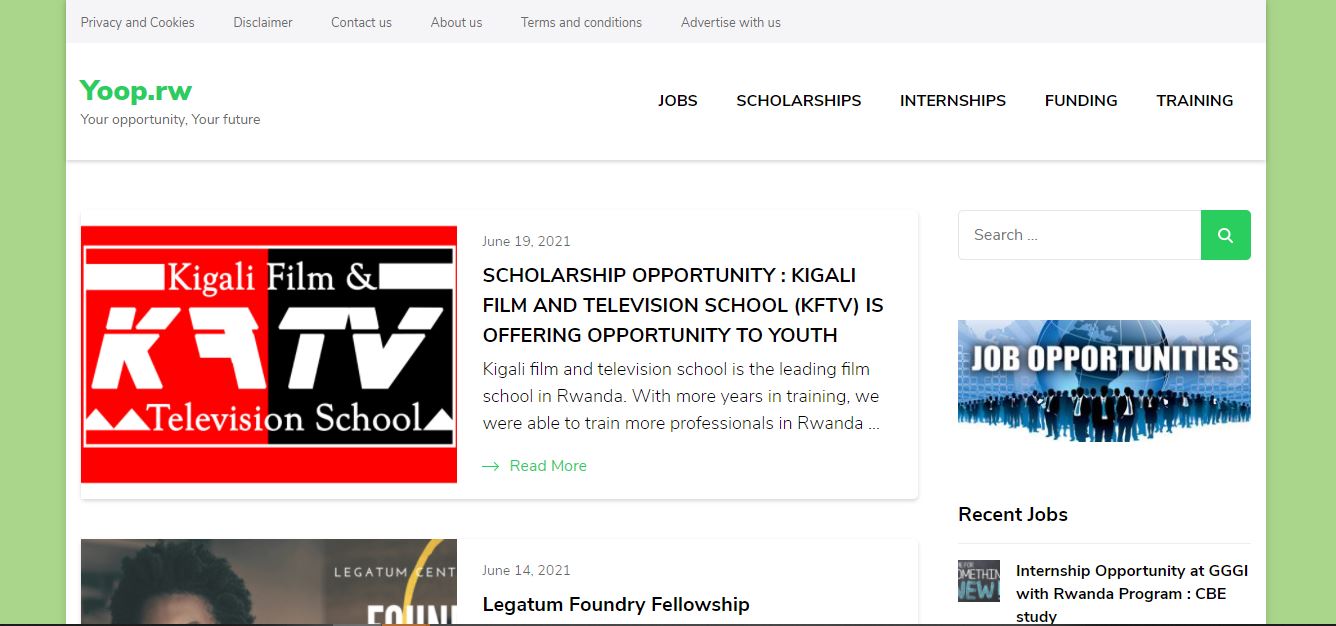 Privacy and Cookies Disclaimer Contact us About us Terms and conditions Advertise with us
Yoop.rw
Your opportunity, Your future
JOBS SCHOLARSHIPS INTERNSHIPS FUNDING TRAINING
Kigali Film &
KFTV
Television School
June 19, 2021
SCHOLARSHIP OPPORTUNITY : KIGALI
FILM AND TELEVISION SCHOOL (KFTV) IS
OFFERING OPPORTUNITY TO YOUTH
Kigali film and television school is the leading film
school in Rwanda. With more years in training, we
were able to train more professionals in Rwanda ...
Read More
LEGATUM CENT
FOUN
June 14, 2021
Legatum Foundry Fellowship
Search ...
JOB OPPORTUNITIES
Recent Jobs
OMETHIN
NEW!
Internship Opportunity at GGGI
with Rwanda Program : CBE
study